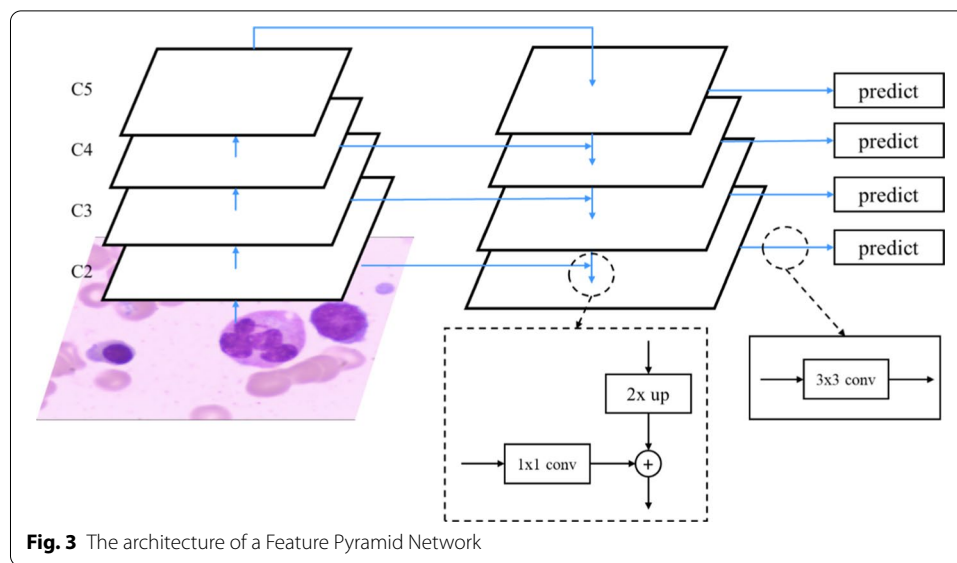 C5
predict
C4
predict
C3
predict
C2
predict
2x up
3x3 conv
1x1 conv
+
Fig. 3 The architecture of a Feature Pyramid Network